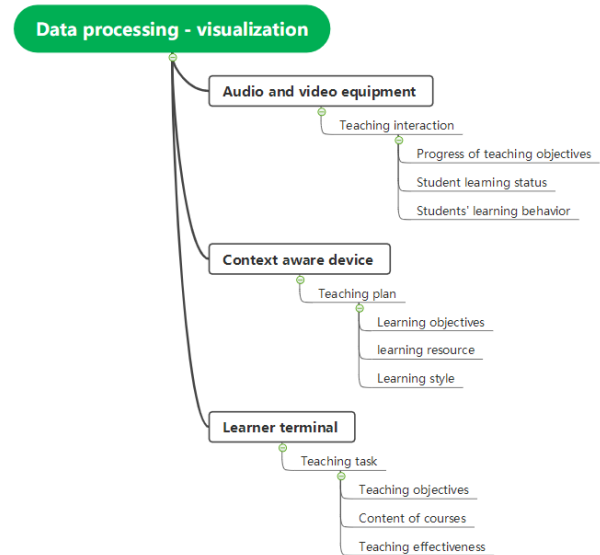 Data processing - visualization
Audio and video equipment
Teaching interaction
Progress of teaching objectives
Student learning status
Students' learning behavior
Context aware device
Teaching plan
Learning objectives
learning resource
Learning style
Learner terminal
Teaching task
Teaching objectives
Content of courses
Teaching effectiveness